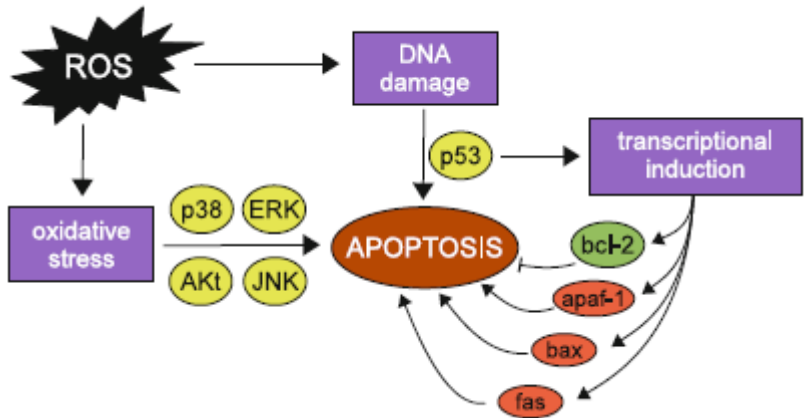 ROS
DNA
damage
p53
transcriptional
induction
oxidative
stress
p38
ERK
AKt
JNK
APOPTOSIS
bcl-2
apaf-1
bax
fas